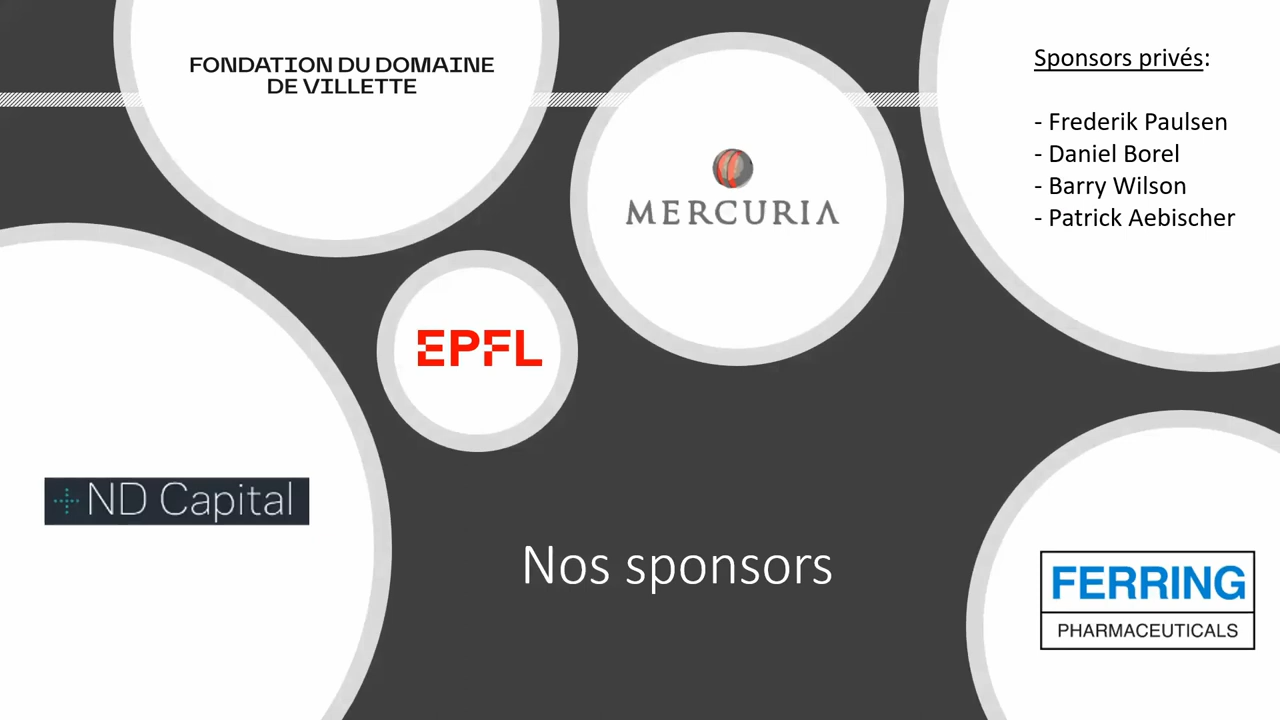 FONDATION DU DOMAINE
DE VILLETTE
MERCURIA
Sponsors privés:
- Frederik Paulsen
- Daniel Borel
- Barry Wilson
- Patrick Aebischer
EPFL
ND Capital
Nos sponsors
FERRING
PHARMACEUTICALS